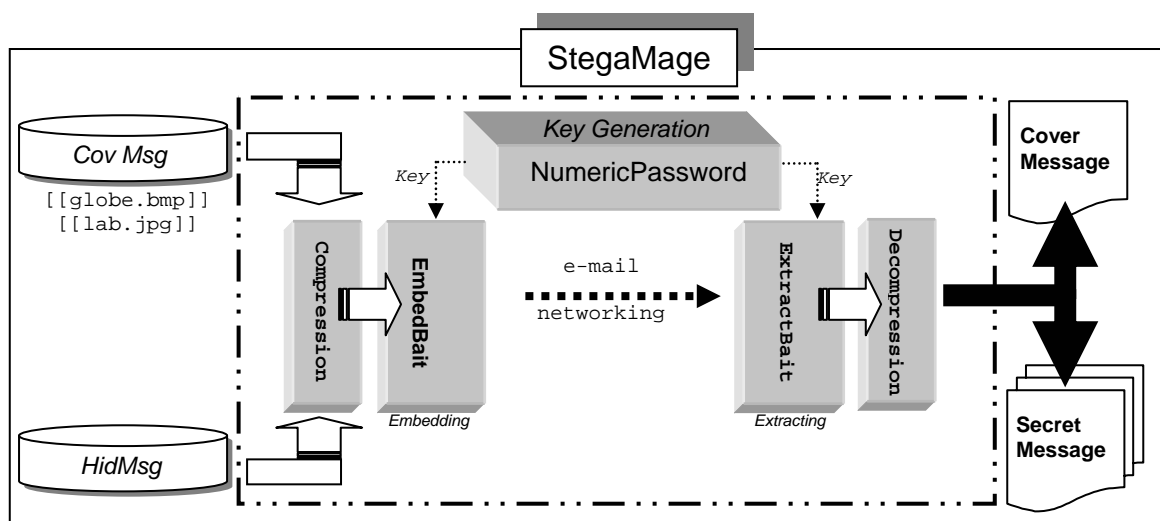 StegaMage
Cov Msg
[[globe.bmp]]
[[lab.jpg]]
HidMsg
Key Generation
NumericPassword
Key
Key
Compression
EmbedBait
Embedding
e-mail
networking
ExtractBait
Extracting
Decompression
Cover
Message
Secret
Message